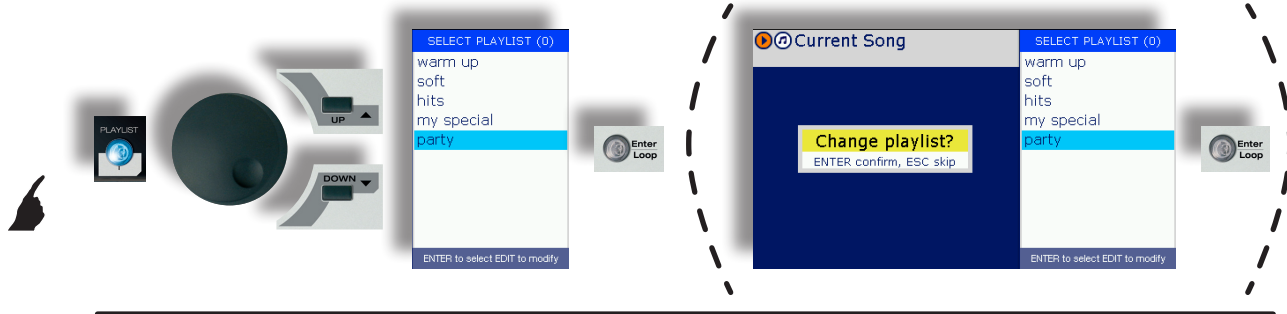 PLAYLIST
UP
DOWN
SELECT PLAYLIST (0)
warm up
soft
hits
my special
party
ENTER to select EDIT to modify
Enter
Loop
Current Song
Change playlist?
ENTER confirm, ESC skip
SELECT PLAYLIST (0)
warm up
soft
hits
my special
party
ENTER to select EDIT to modify
Enter
Loop